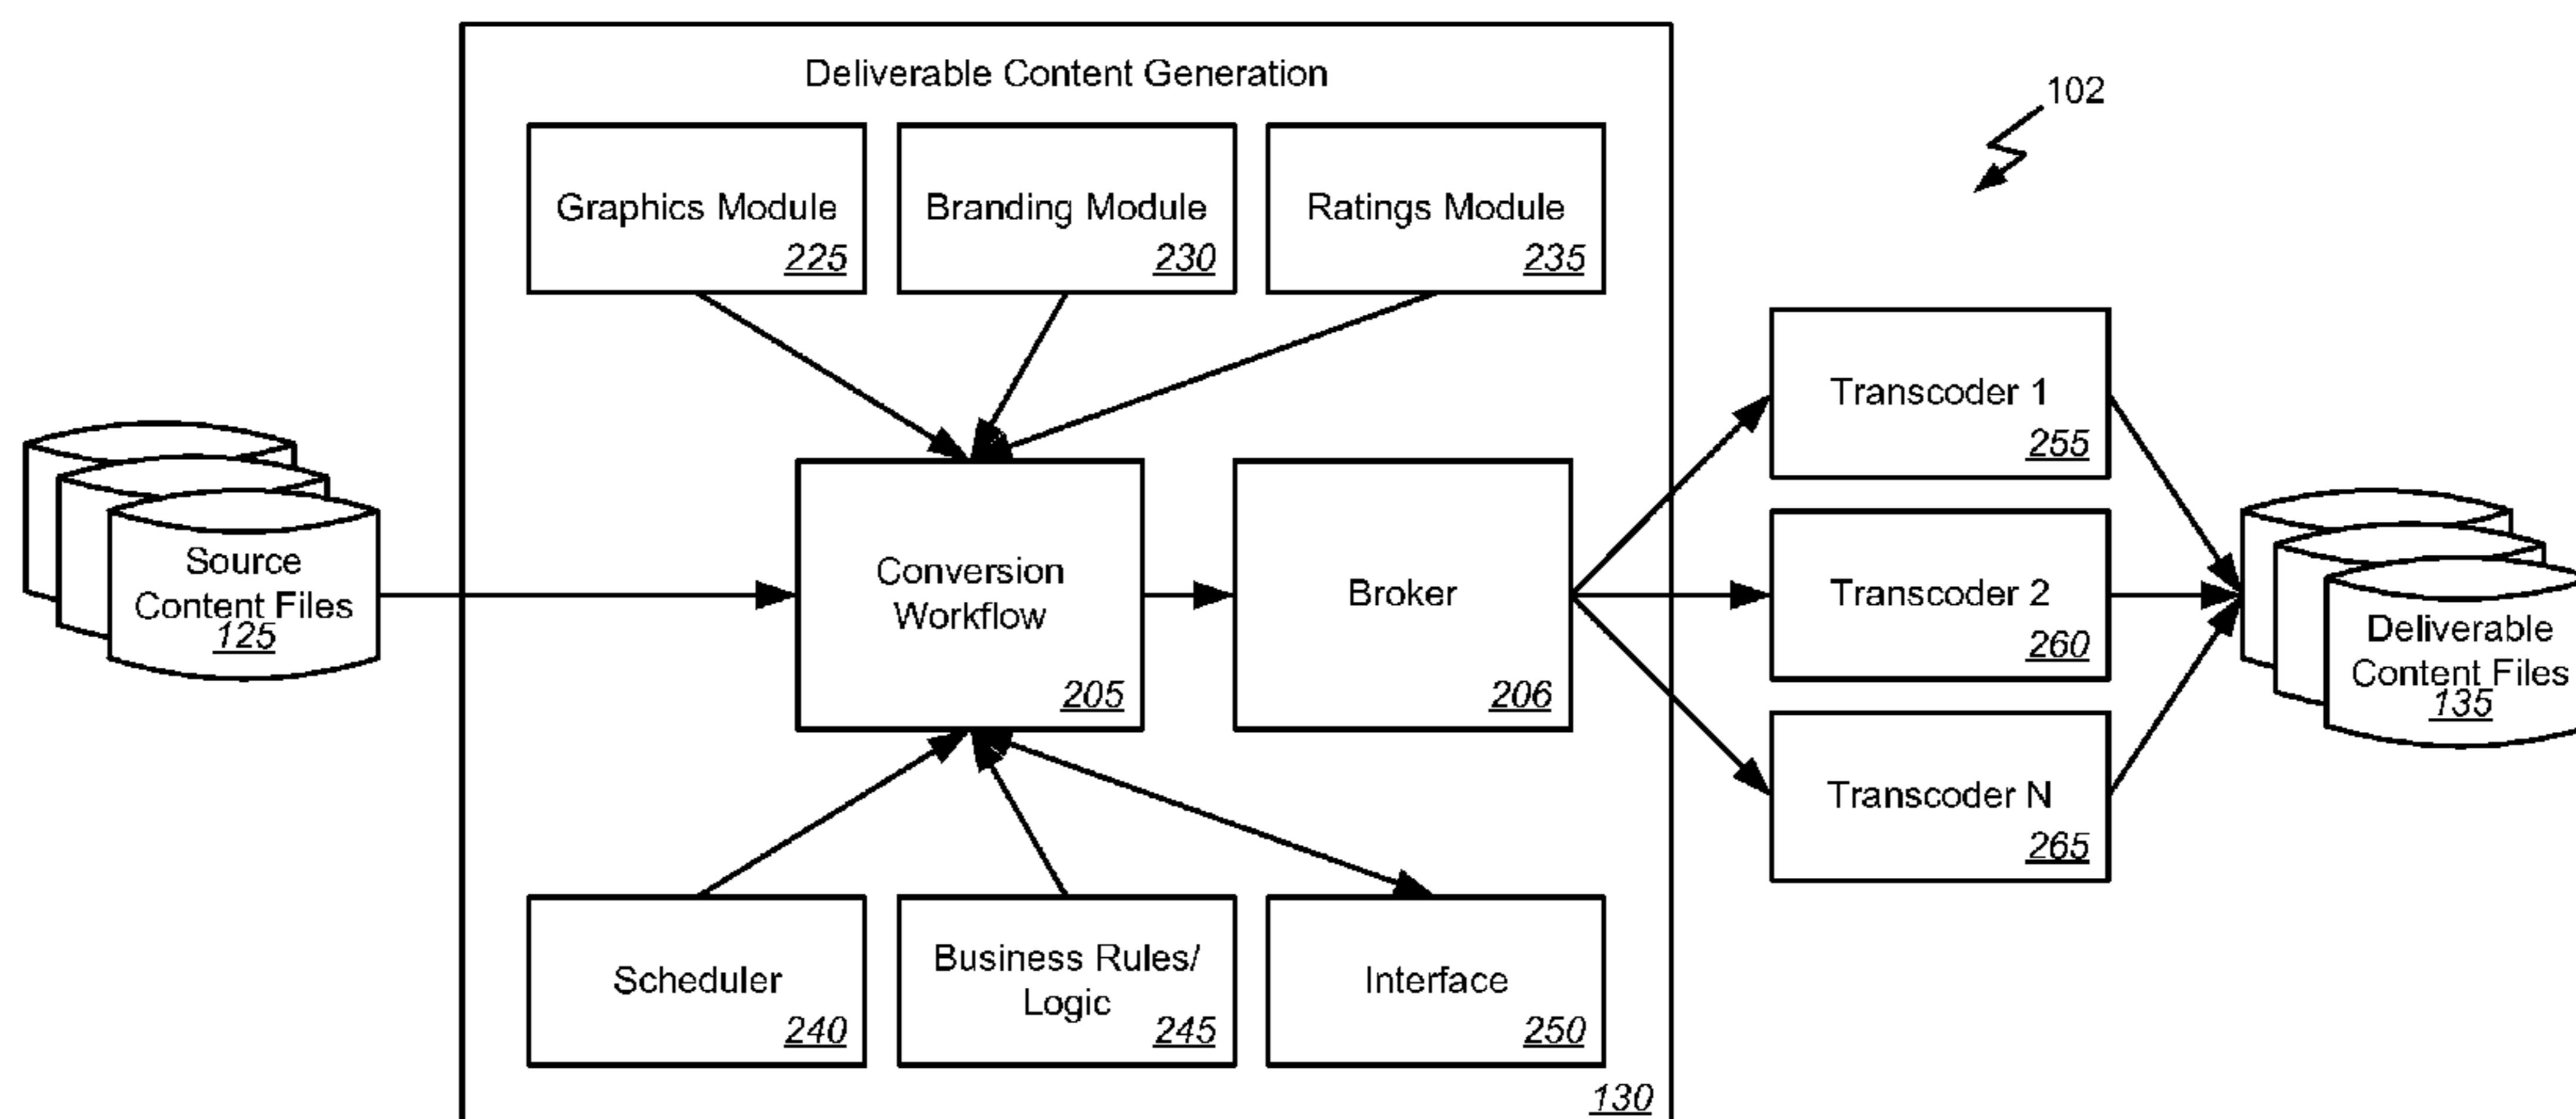 Deliverable Content Generation
102
Graphics Module
225
Branding Module
230
Ratings Module
235
Source
Content Files
125
Conversion
Workflow
205
Broker
206
Transcoder 1
255
Transcoder 2
260
Transcoder N
265
Deliverable
Content Files
135
Scheduler
240
Business Rules/
Logic
245
Interface
250
130